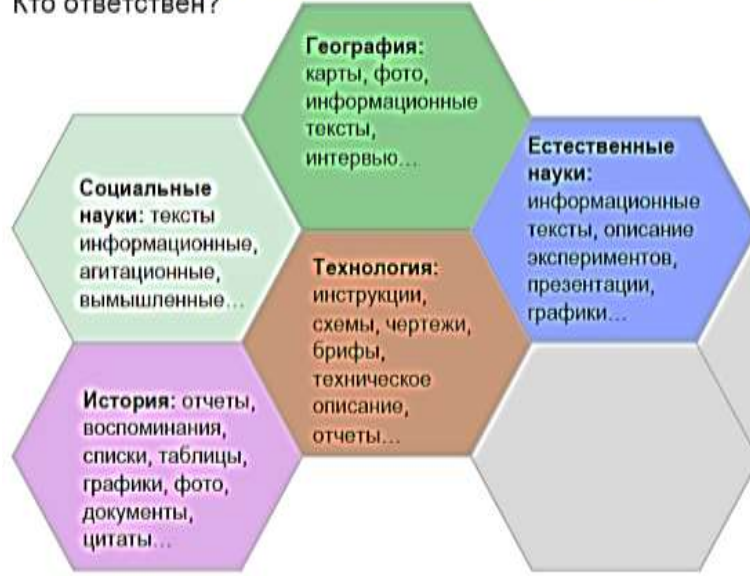 Кто ответствен?
География:
карты, фото,
информационные
тексты,
интервью...
Естественные
науки:
информационные
тексты, описание
экспериментов,
презентации,
графики...
Социальные
науки: тексты
информационные,
агитационные,
вымышленные...
Технология:
инструкции,
схемы, чертежи,
брифы,
техническое
описание,
отчеты...
История: отчеты,
воспоминания,
списки, таблицы,
графики, фото,
документы,
цитаты...